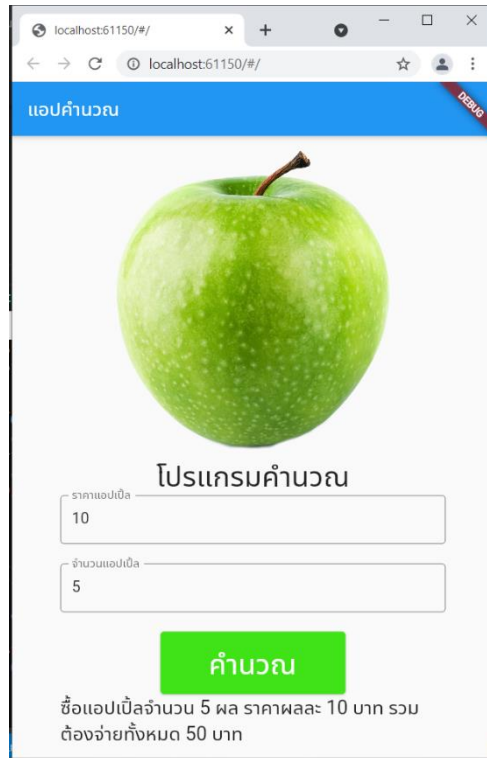 localhost:61150/#/
localhost:61150/#/
แอปคำนวณ
DEBUG
โปรแกรมคำนวณ
ราคาแอปเปิ้ล
10
จำนวนแอปเปิ้ล
5
คำนวณ
ซื้อแอปเปิ้ลจำนวน 5 ผล ราคาผลละ 10 บาท รวม
ต้องจ่ายทั้งหมด 50 บาท